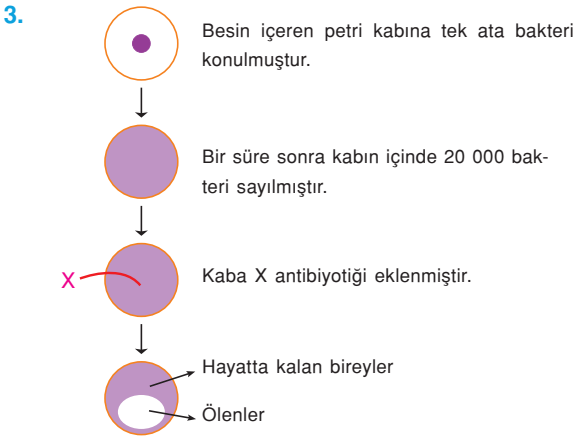 3.
Besin içeren petri kabına tek ata bakteri
konulmuştur.
Bir süre sonra kabın içinde 20 000 bak-
teri sayılmıştır.
X
Kaba X antibiyotiği eklenmiştir.
Hayatta kalan bireyler
Ölenler